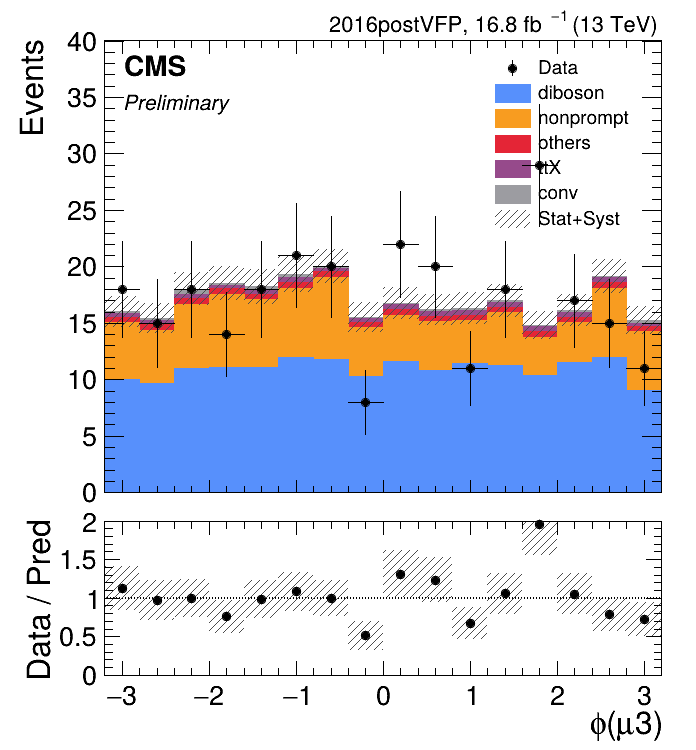 2016postVFP, 16.8 fb⁻¹ (13 TeV)
CMS
Preliminary
Events
40
35
30
25
20
15
10
5
0
Data
diboson
nonprompt
others
ttX
conv
Stat+Syst
Data / Pred
2
1.5
1
0.5
0
−3 −2 −1 0 1 2 3
ϕ(μ3)